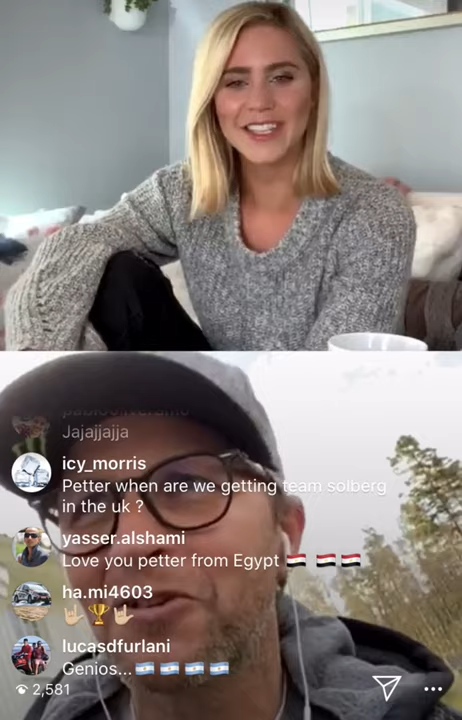 Jajajjajja
icy_morris
Petter when are we getting team solberg
in the uk ?
yasser.alshami
Love you petter from Egypt 🇪🇬 🇪🇬 🇪🇬
ha.mi4603
🤟🏼🏆🤟🏼
lucasdfurlani
Genios...🇦🇷🇦🇷🇦🇷🇦🇷
2,581